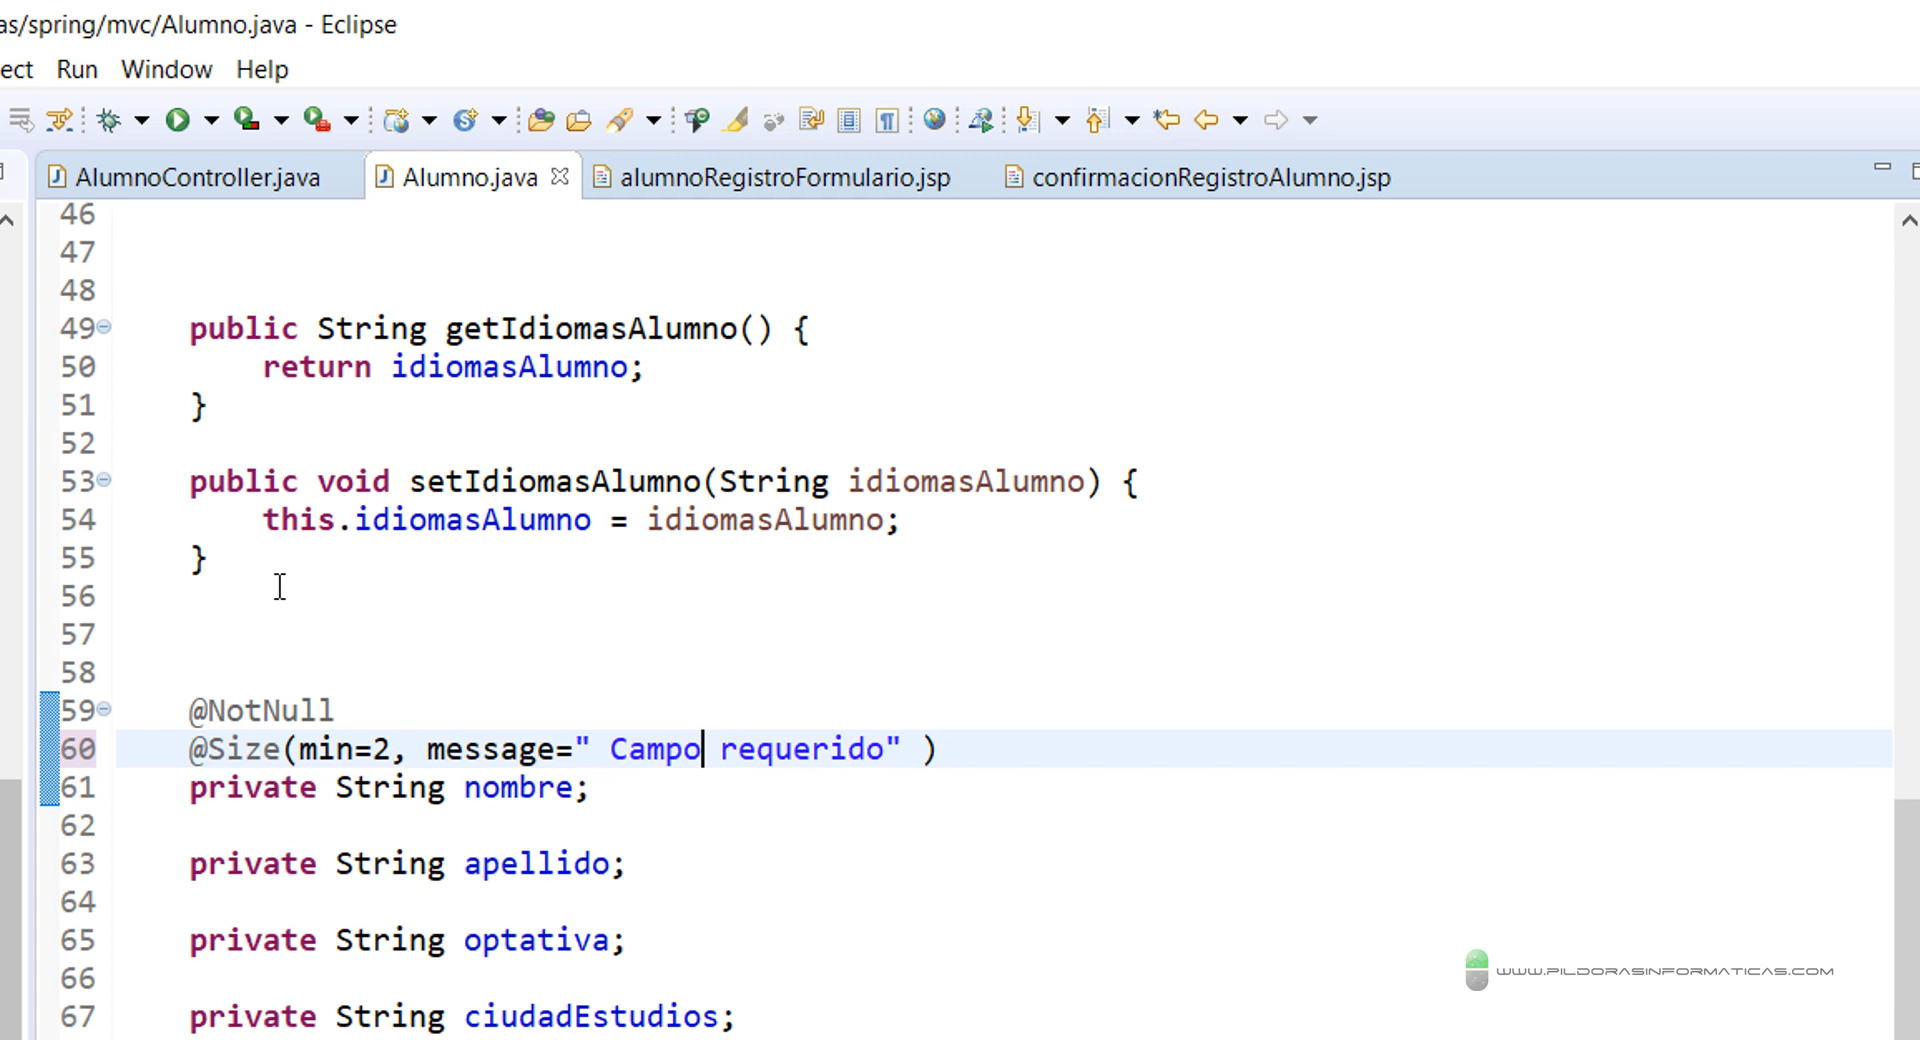 as/spring/mvc/Alumno.java - Eclipse
ect Run Window Help
AlumnoController.java Alumno.java alumnoRegistroFormulario.jsp confirmacionRegistroAlumno.jsp
46
47
48
49 public String getIdiomasAlumno() {
50 return idiomasAlumno;
51 }
52
53 public void setIdiomasAlumno(String idiomasAlumno) {
54 this.idiomasAlumno = idiomasAlumno;
55 }
56
57
58
59 @NotNull
60 @Size(min=2, message=" Campo requerido" )
61 private String nombre;
62
63 private String apellido;
64
65 private String optativa;
66
67 private String ciudadEstudios;
WWW.PILDORASINFORMATICAS.COM